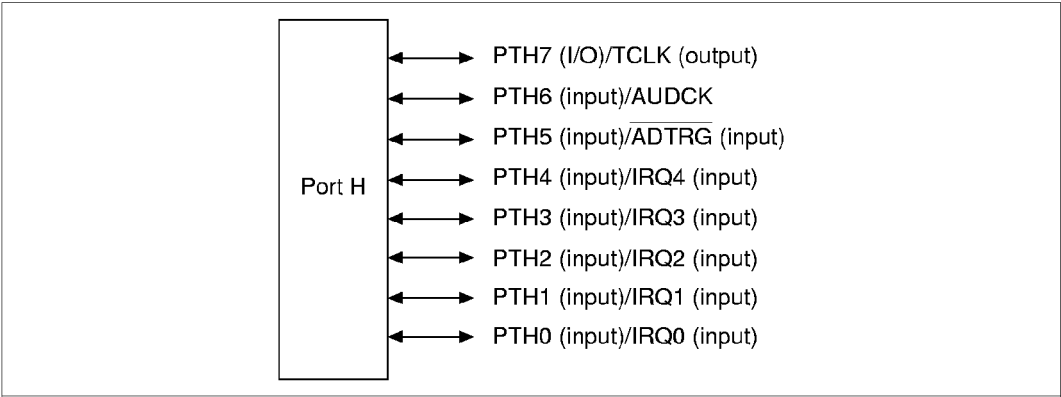 PTH7 (I/O)/TCLK (output)
PTH6 (input)/AUDCK
PTH5 (input)/ADTRG (input)
Port H
PTH4 (input)/IRQ4 (input)
PTH3 (input)/IRQ3 (input)
PTH2 (input)/IRQ2 (input)
PTH1 (input)/IRQ1 (input)
PTH0 (input)/IRQ0 (input)